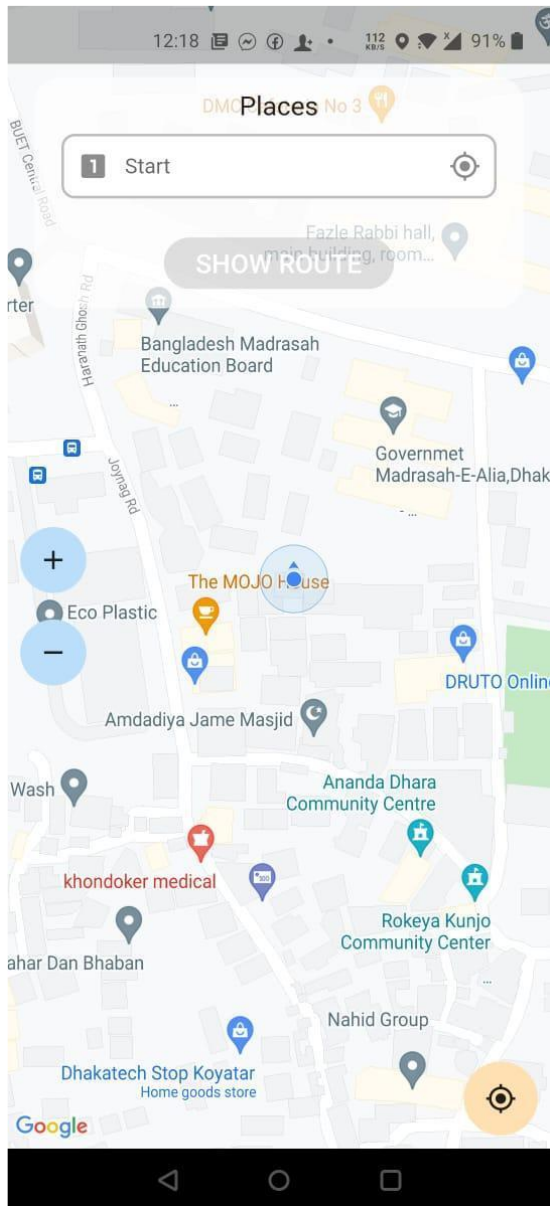 12:18
112
KB/S
91%
DMC
No 3
Places
BUET Central Road
1 Start
Fazle Rabbi hall,
main building, room...
SHOW ROUTE
rter
Haranath Ghosh Rd
Bangladesh Madrasah
Education Board
...
Governmet
Madrasah-E-Alia,Dhak
- ...
Joynag Rd
+
The MOJO House
Eco Plastic
−
DRUTO Online
Amdadiya Jame Masjid
Wash
Ananda Dhara
Community Centre
khondoker medical
Rokeya Kunjo
Community Center
ahar Dan Bhaban
...
Nahid Group
Dhakatech Stop Koyatar
Home goods store
Google